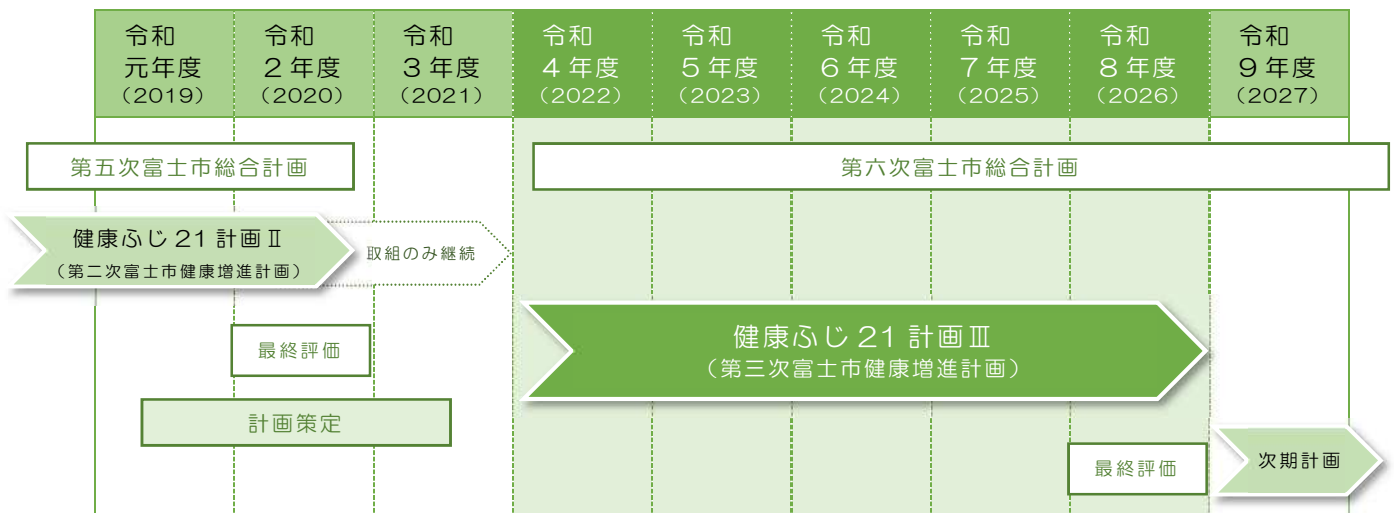 令和
元年度
（2019）
令和
２年度
（2020）
令和
３年度
（2021）
令和
４年度
（2022）
令和
５年度
（2023）
令和
６年度
（2024）
令和
７年度
（2025）
令和
８年度
（2026）
令和
９年度
（2027）
第五次富士市総合計画
第六次富士市総合計画
健康ふじ 21 計画Ⅱ
（第二次富士市健康増進計画）
取組のみ継続
健康ふじ 21 計画Ⅲ
（第三次富士市健康増進計画）
最終評価
計画策定
最終評価
次期計画